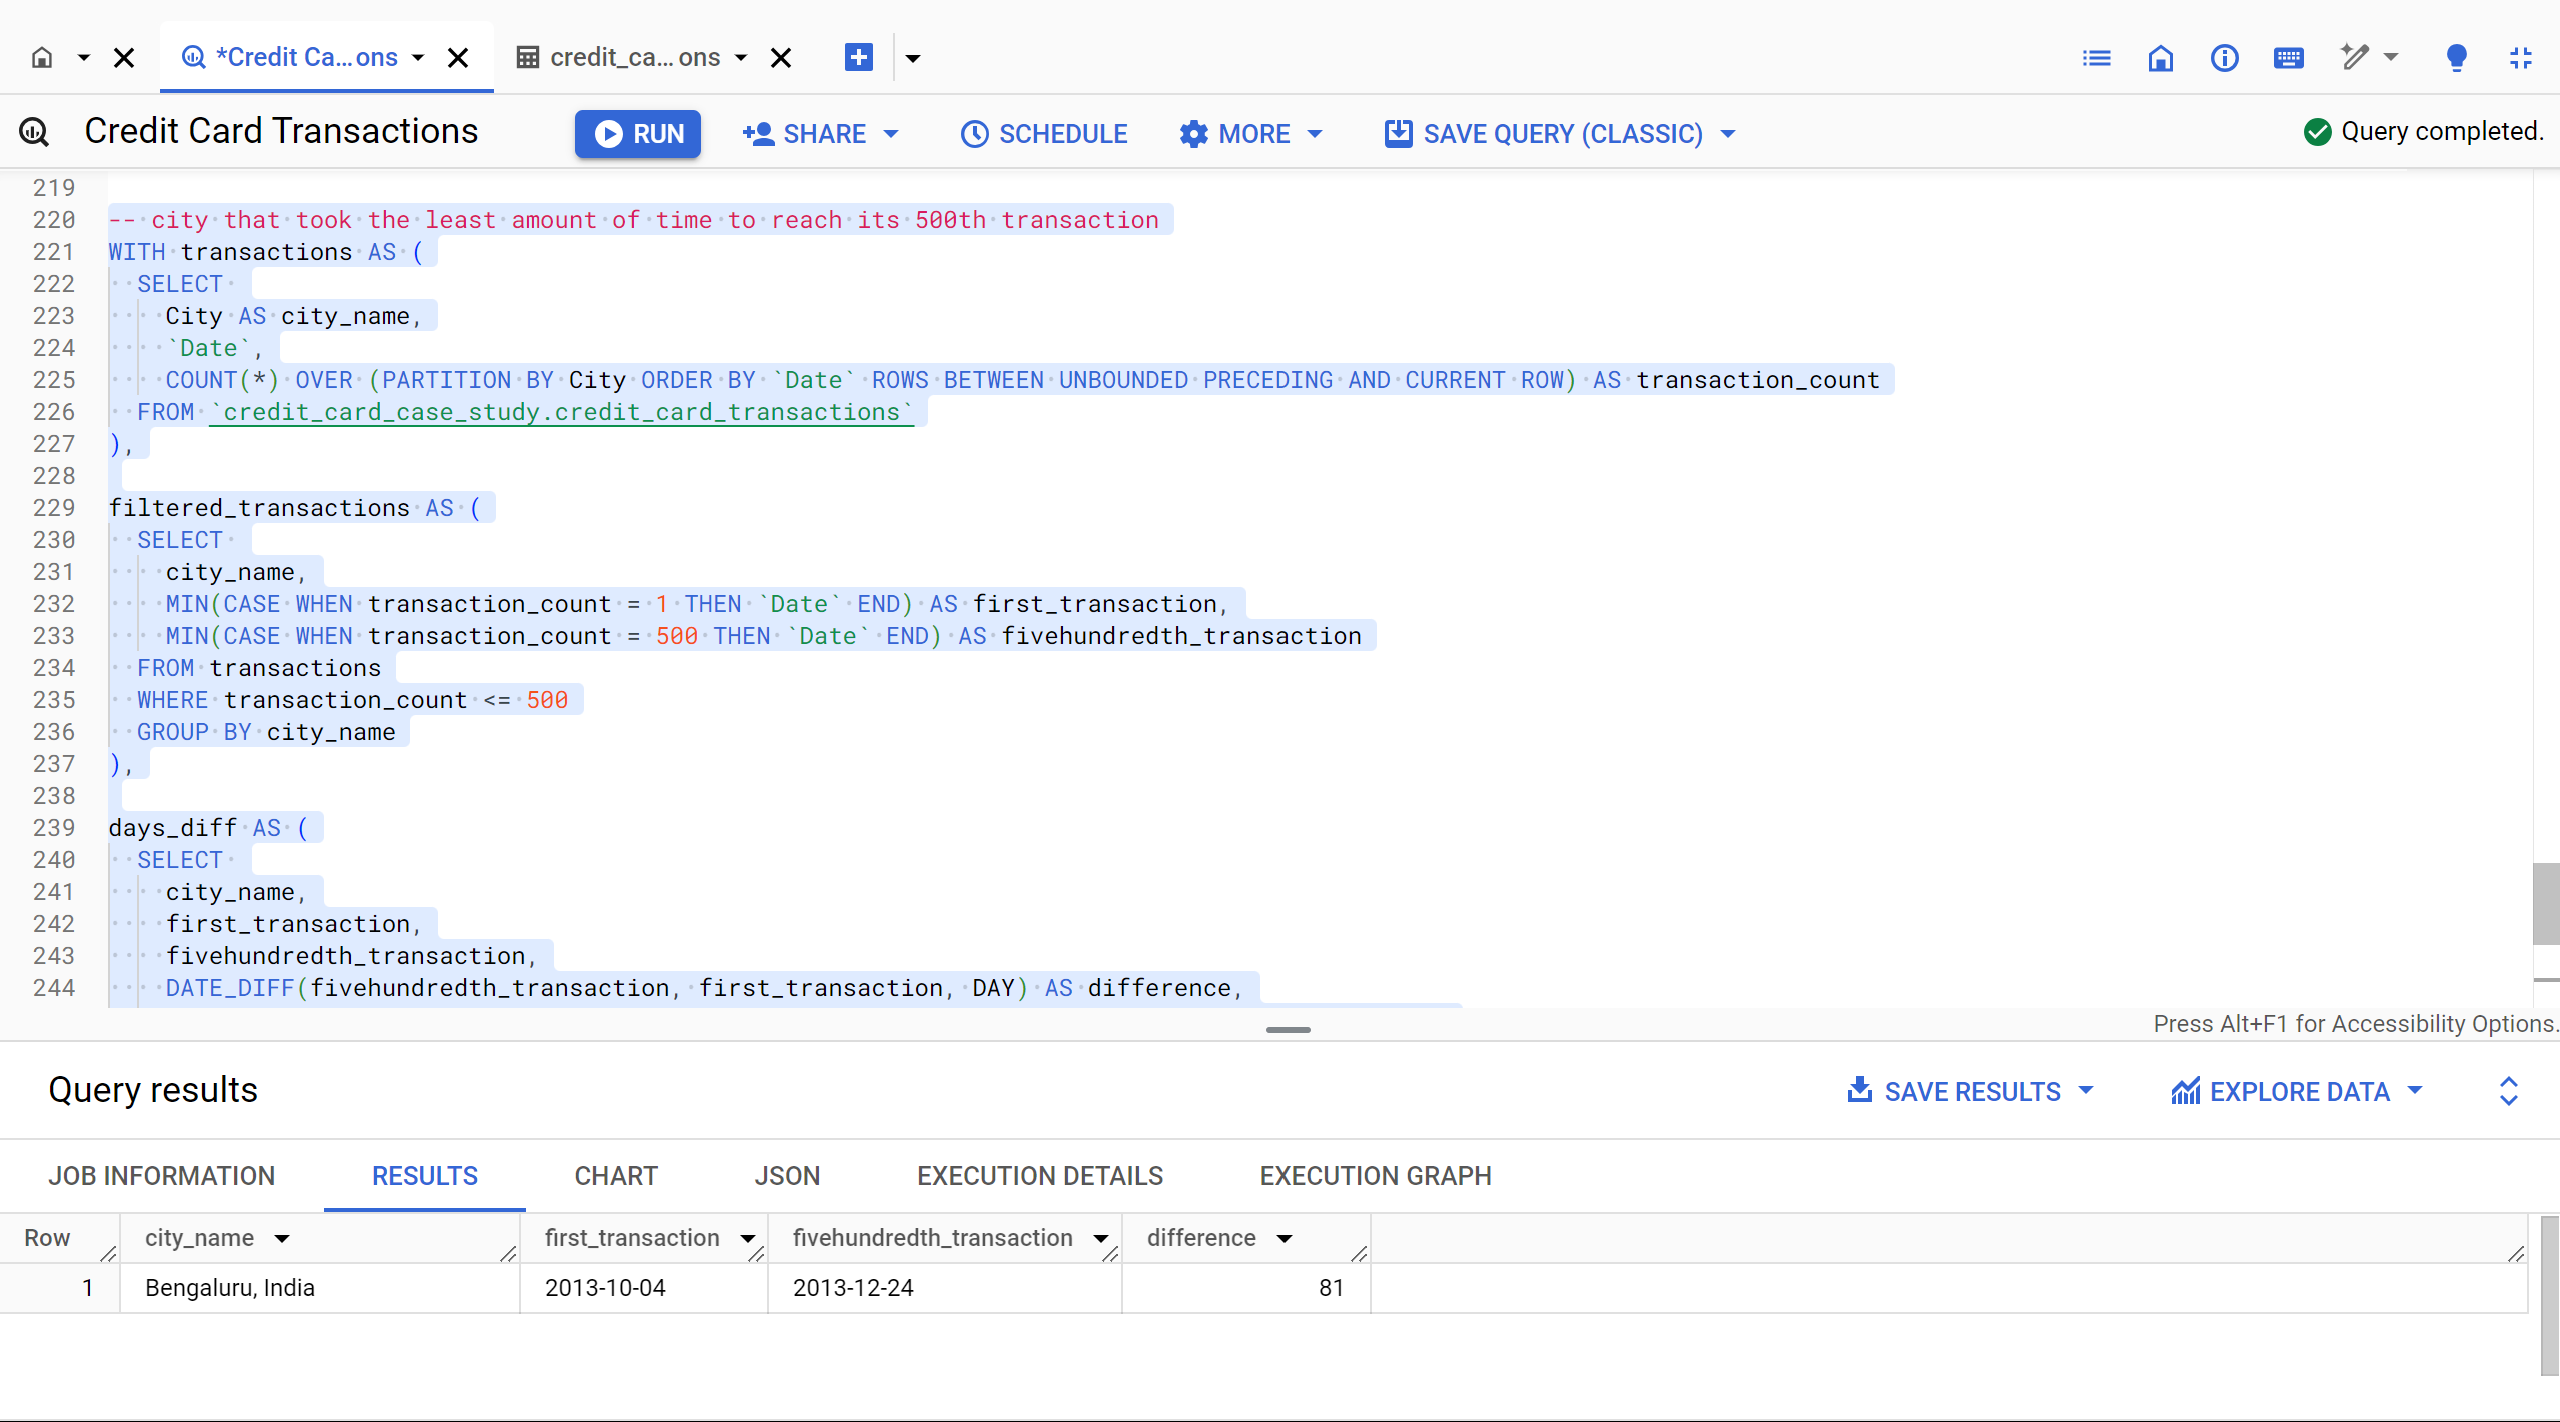 *Credit Ca...ons
credit_ca...ons
Credit Card Transactions
RUN
SHARE
SCHEDULE
MORE
SAVE QUERY (CLASSIC)
Query completed.
219
220 -- city that took the least amount of time to reach its 500th transaction
221 WITH transactions AS (
222 SELECT
223 City AS city_name,
224 `Date`,
225 COUNT(*) OVER (PARTITION BY City ORDER BY `Date` ROWS BETWEEN UNBOUNDED PRECEDING AND CURRENT ROW) AS transaction_count
226 FROM `credit_card_case_study.credit_card_transactions`
227 ),
228
229 filtered_transactions AS (
230 SELECT
231 city_name,
232 MIN(CASE WHEN transaction_count = 1 THEN `Date` END) AS first_transaction,
233 MIN(CASE WHEN transaction_count = 500 THEN `Date` END) AS fivehundredth_transaction
234 FROM transactions
235 WHERE transaction_count <= 500
236 GROUP BY city_name
237 ),
238
239 days_diff AS (
240 SELECT
241 city_name,
242 first_transaction,
243 fivehundredth_transaction,
244 DATE_DIFF(fivehundredth_transaction, first_transaction, DAY) AS difference,
Press Alt+F1 for Accessibility Options.
Query results
SAVE RESULTS
EXPLORE DATA
JOB INFORMATION
RESULTS
CHART
JSON
EXECUTION DETAILS
EXECUTION GRAPH
Row city_name first_transaction fivehundredth_transaction difference
1 Bengaluru, India 2013-10-04 2013-12-24 81